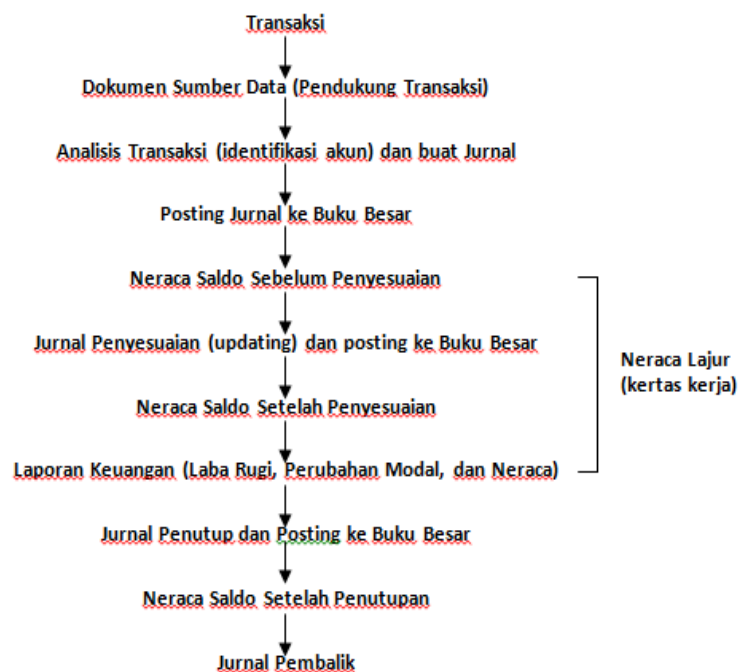 Transaksi
Dokumen Sumber Data (Pendukung Transaksi)
Analisis Transaksi (identifikasi akun) dan buat Jurnal
Posting Jurnal ke Buku Besar
Neraca Saldo Sebelum Penyesuaian
Jurnal Penyesuaian (updating) dan posting ke Buku Besar
Neraca Saldo Setelah Penyesuaian
Laporan Keuangan (Laba Rugi, Perubahan Modal, dan Neraca)
Neraca Lajur
(kertas kerja)
Jurnal Penutup dan Posting ke Buku Besar
Neraca Saldo Setelah Penutupan
Jurnal Pembalik